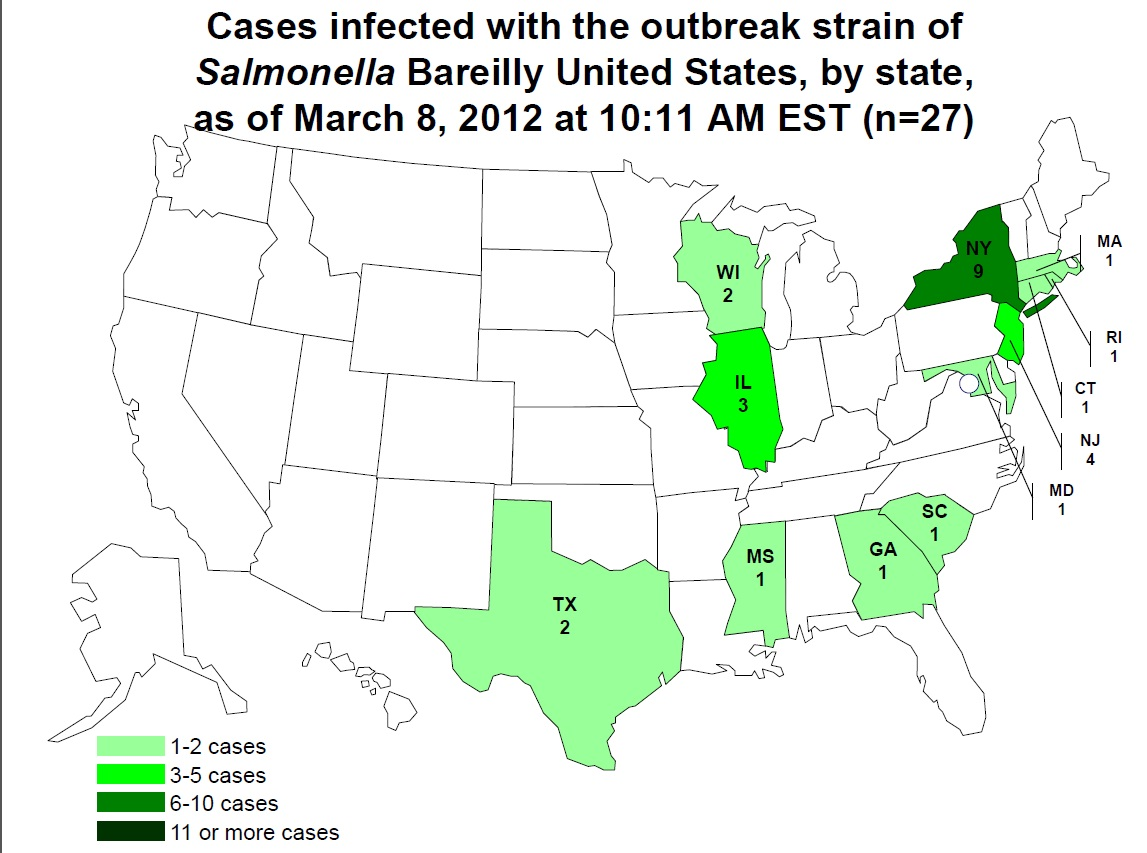 Cases infected with the outbreak strain of
Salmonella Bareilly United States, by state,
as of March 8, 2012 at 10:11 AM EST (n=27)
MA
1
NY
9
WI
2
RI
1
IL
3
CT
1
NJ
4
MD
1
SC
1
GA
1
MS
1
TX
2
1-2 cases
3-5 cases
6-10 cases
11 or more cases